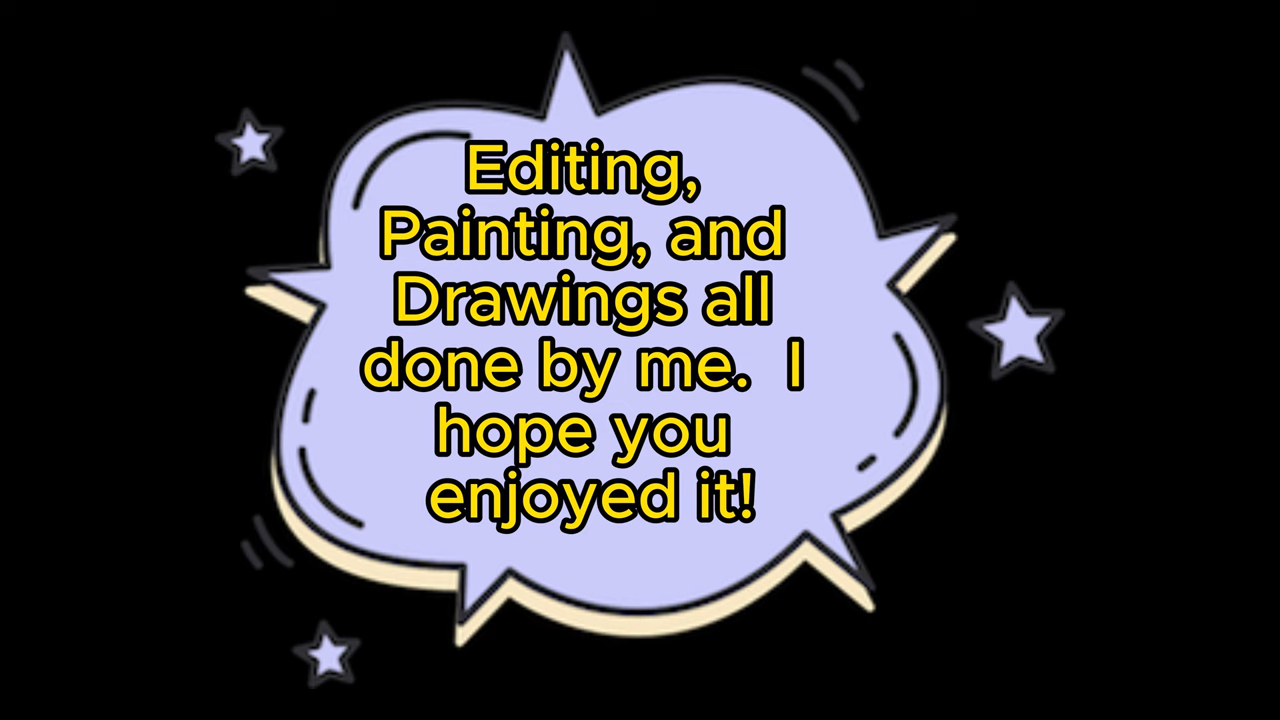 Editing,
Painting, and
Drawings all
done by me.  I
hope you
enjoyed it!